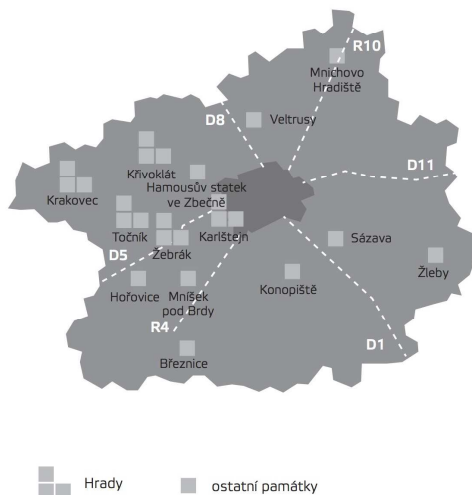 R10
Mnichovo
Hradiště
D8
Veltrusy
Křivoklát
D11
Hamousův statek
ve Zbečně
Krakovec
Točník
Žebrák
Karlštejn
Sázava
D5
Žleby
Hořovice
Mníšek
pod Brdy
Konopiště
R4
D1
Březnice
Hrady
ostatní památky